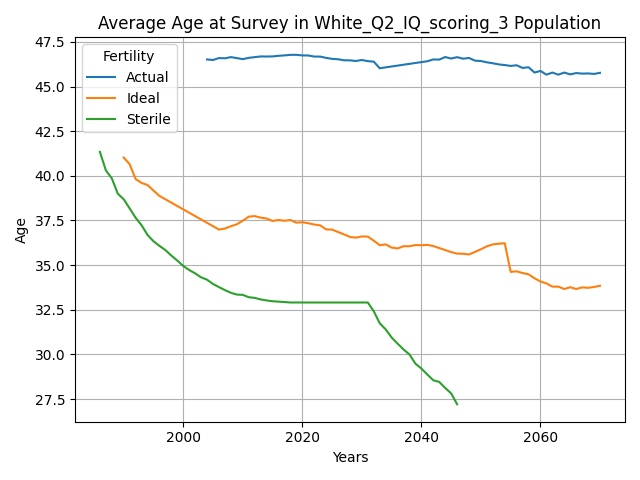 Average Age at Survey in White_Q2_IQ_scoring_3 Population
47.5
45.0
42.5
40.0
37.5
35.0
32.5
30.0
27.5
Age
Fertility
Actual
Ideal
Sterile
2000
2020
2040
2060
Years